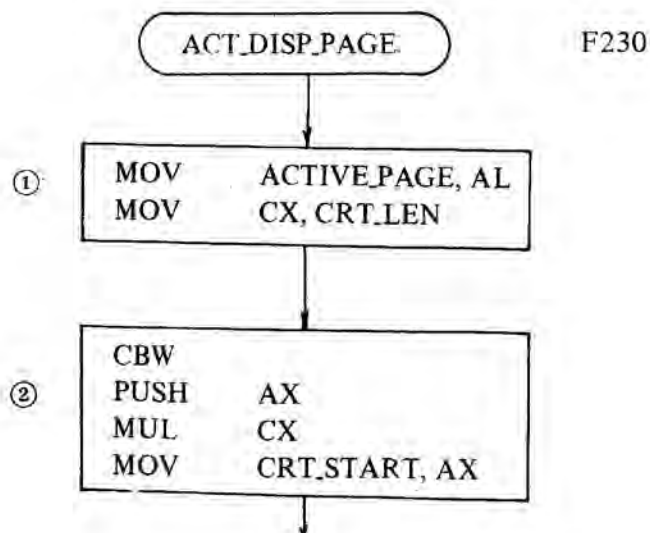 ACT_DISP_PAGE F230
① MOV ACTIVE_PAGE, AL
MOV CX, CRT_LEN
CBW
② PUSH AX
MUL CX
MOV CRT_START, AX